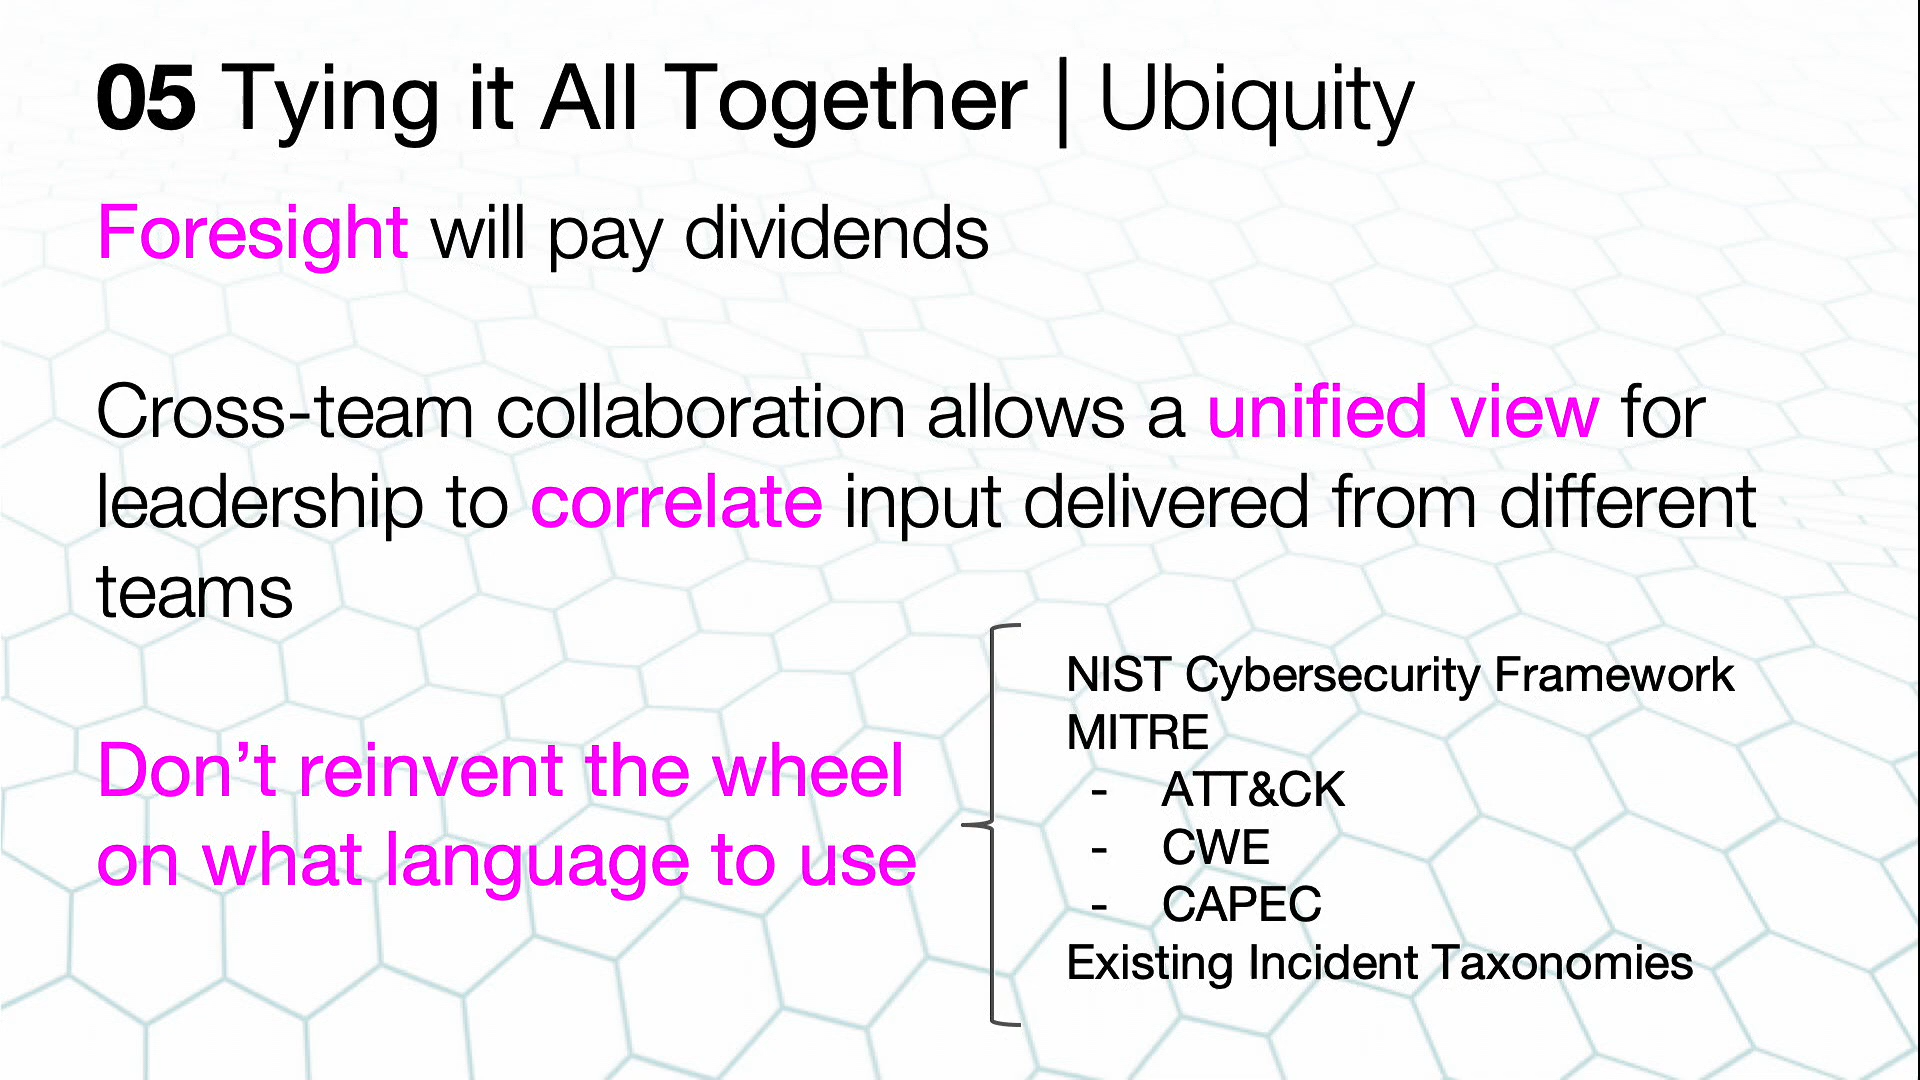 05 Tying it All Together | Ubiquity
Foresight will pay dividends
Cross-team collaboration allows a unified view for
leadership to correlate input delivered from different
teams
Don’t reinvent the wheel
on what language to use
NIST Cybersecurity Framework
MITRE
- ATT&CK
- CWE
- CAPEC
Existing Incident Taxonomies